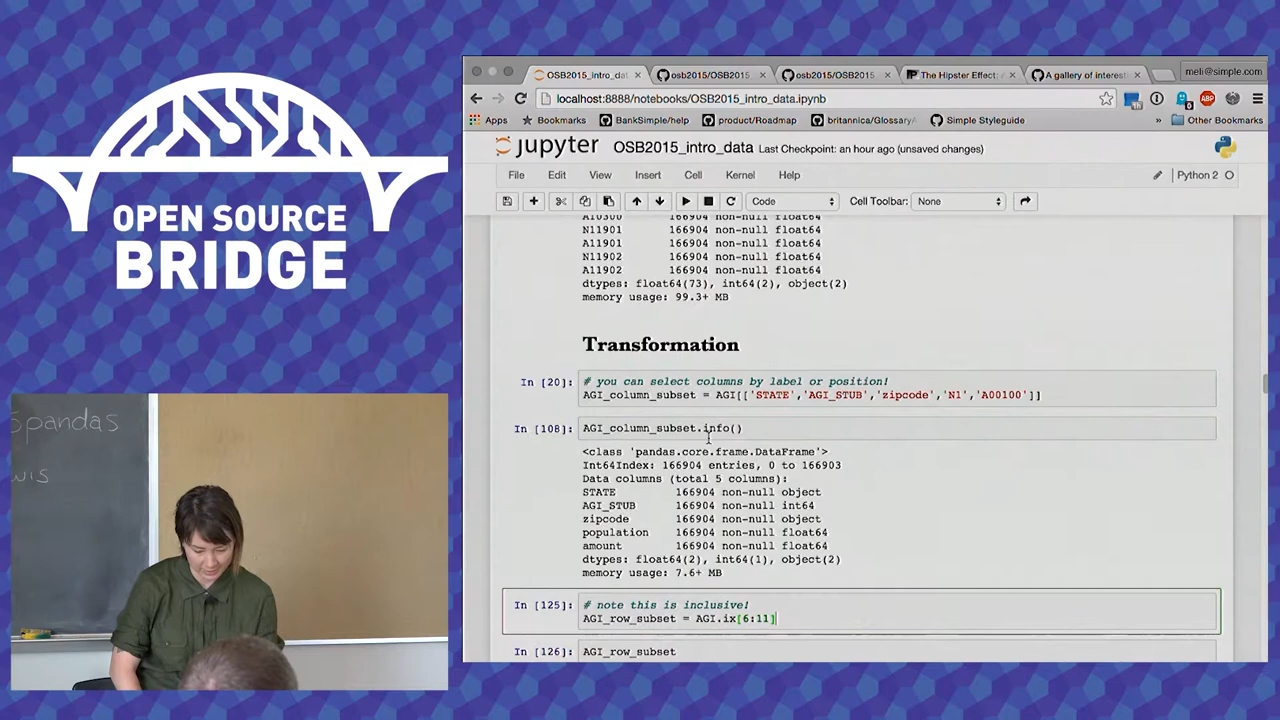 OPEN SOURCE
BRIDGE
pandas
OSB2015_intro_da
osb2015/OSB2015
osb2015/OSB2015
The Hipster Effect: A
A gallery of interest
meli@simple.com
localhost:8888/notebooks/OSB2015_intro_data.ipynb
Apps
Bookmarks
BankSimple/help
product/Roadmap
britannica/Glossary
Simple Styleguide
»
Other Bookmarks
jupyter OSB2015_intro_data Last Checkpoint: an hour ago (unsaved changes)
File Edit View Insert Cell Kernel Help
Python 2
Code
Cell Toolbar: None
A10300 166904 non-null float64
N11901 166904 non-null float64
A11901 166904 non-null float64
N11902 166904 non-null float64
A11902 166904 non-null float64
dtypes: float64(73), int64(2), object(2)
memory usage: 99.3+ MB
Transformation
In [20]: # you can select columns by label or position!
AGI_column_subset = AGI[['STATE','AGI_STUB','zipcode','N1','A00100']]
In [108]: AGI_column_subset.info()
<class 'pandas.core.frame.DataFrame'>
Int64Index: 166904 entries, 0 to 166903
Data columns (total 5 columns):
STATE 166904 non-null object
AGI_STUB 166904 non-null int64
zipcode 166904 non-null object
population 166904 non-null float64
amount 166904 non-null float64
dtypes: float64(2), int64(1), object(2)
memory usage: 7.6+ MB
In [125]: # note this is inclusive!
AGI_row_subset = AGI.ix[6:11]
In [126]: AGI_row_subset